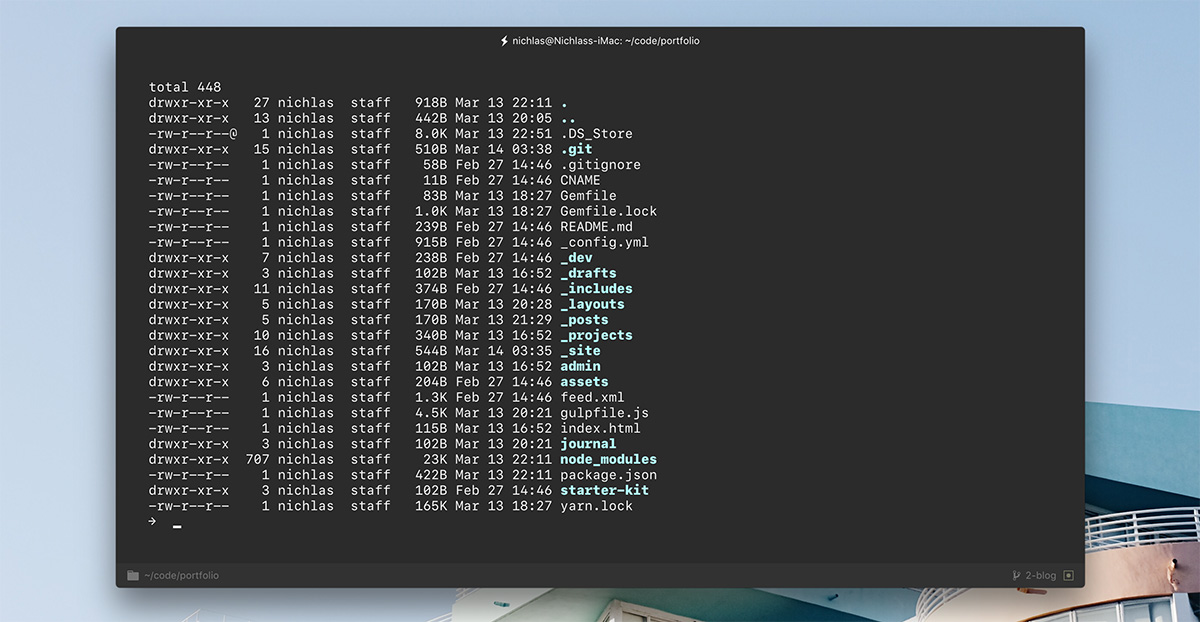 nichlas@Nichlass-iMac: ~/code/portfolio
total 448
drwxr-xr-x   27 nichlas  staff   918B Mar 13 22:11 .
drwxr-xr-x   13 nichlas  staff   442B Mar 13 20:05 ..
-rw-r--r--@   1 nichlas  staff   8.0K Mar 13 22:51 .DS_Store
drwxr-xr-x   15 nichlas  staff   510B Mar 14 03:38 .git
-rw-r--r--    1 nichlas  staff    58B Feb 27 14:46 .gitignore
-rw-r--r--    1 nichlas  staff    11B Feb 27 14:46 CNAME
-rw-r--r--    1 nichlas  staff    83B Mar 13 18:27 Gemfile
-rw-r--r--    1 nichlas  staff   1.0K Mar 13 18:27 Gemfile.lock
-rw-r--r--    1 nichlas  staff   239B Feb 27 14:46 README.md
-rw-r--r--    1 nichlas  staff   915B Feb 27 14:46 _config.yml
drwxr-xr-x    7 nichlas  staff   238B Feb 27 14:46 _dev
drwxr-xr-x    3 nichlas  staff   102B Mar 13 16:52 _drafts
drwxr-xr-x   11 nichlas  staff   374B Feb 27 14:46 _includes
drwxr-xr-x    5 nichlas  staff   170B Mar 13 20:28 _layouts
drwxr-xr-x    5 nichlas  staff   170B Mar 13 21:29 _posts
drwxr-xr-x   10 nichlas  staff   340B Mar 13 16:52 _projects
drwxr-xr-x   16 nichlas  staff   544B Mar 14 03:35 _site
drwxr-xr-x    3 nichlas  staff   102B Mar 13 16:52 admin
drwxr-xr-x    6 nichlas  staff   204B Feb 27 14:46 assets
-rw-r--r--    1 nichlas  staff   1.3K Feb 27 14:46 feed.xml
-rw-r--r--    1 nichlas  staff   4.5K Mar 13 20:21 gulpfile.js
-rw-r--r--    1 nichlas  staff   115B Mar 13 16:52 index.html
drwxr-xr-x    3 nichlas  staff   102B Mar 13 20:21 journal
drwxr-xr-x  707 nichlas  staff    23K Mar 13 22:11 node_modules
-rw-r--r--    1 nichlas  staff   422B Mar 13 22:11 package.json
drwxr-xr-x    3 nichlas  staff   102B Feb 27 14:46 starter-kit
-rw-r--r--    1 nichlas  staff   165K Mar 13 18:27 yarn.lock
→ _
~/code/portfolio
2-blog